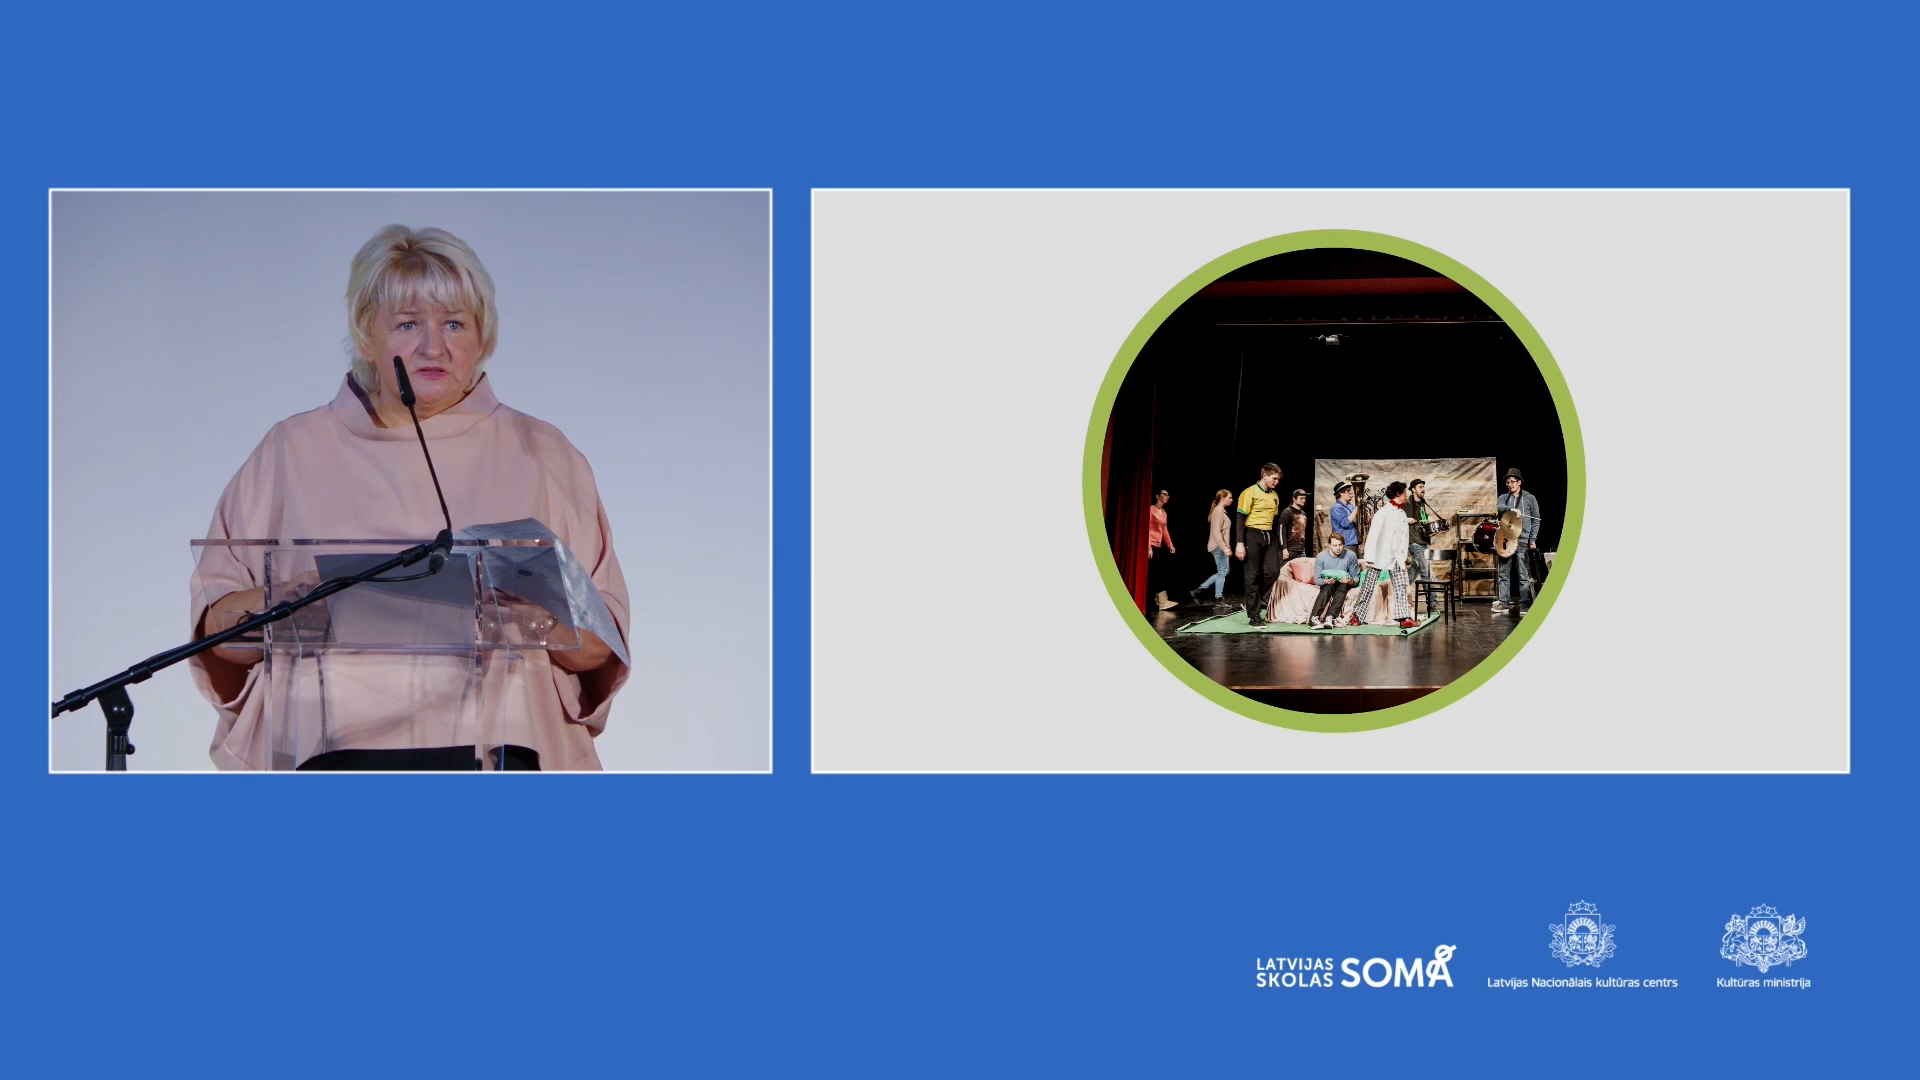 LATVIJAS
SKOLAS SOMA
Latvijas Nacionālais kultūras centrs
Kultūras ministrija